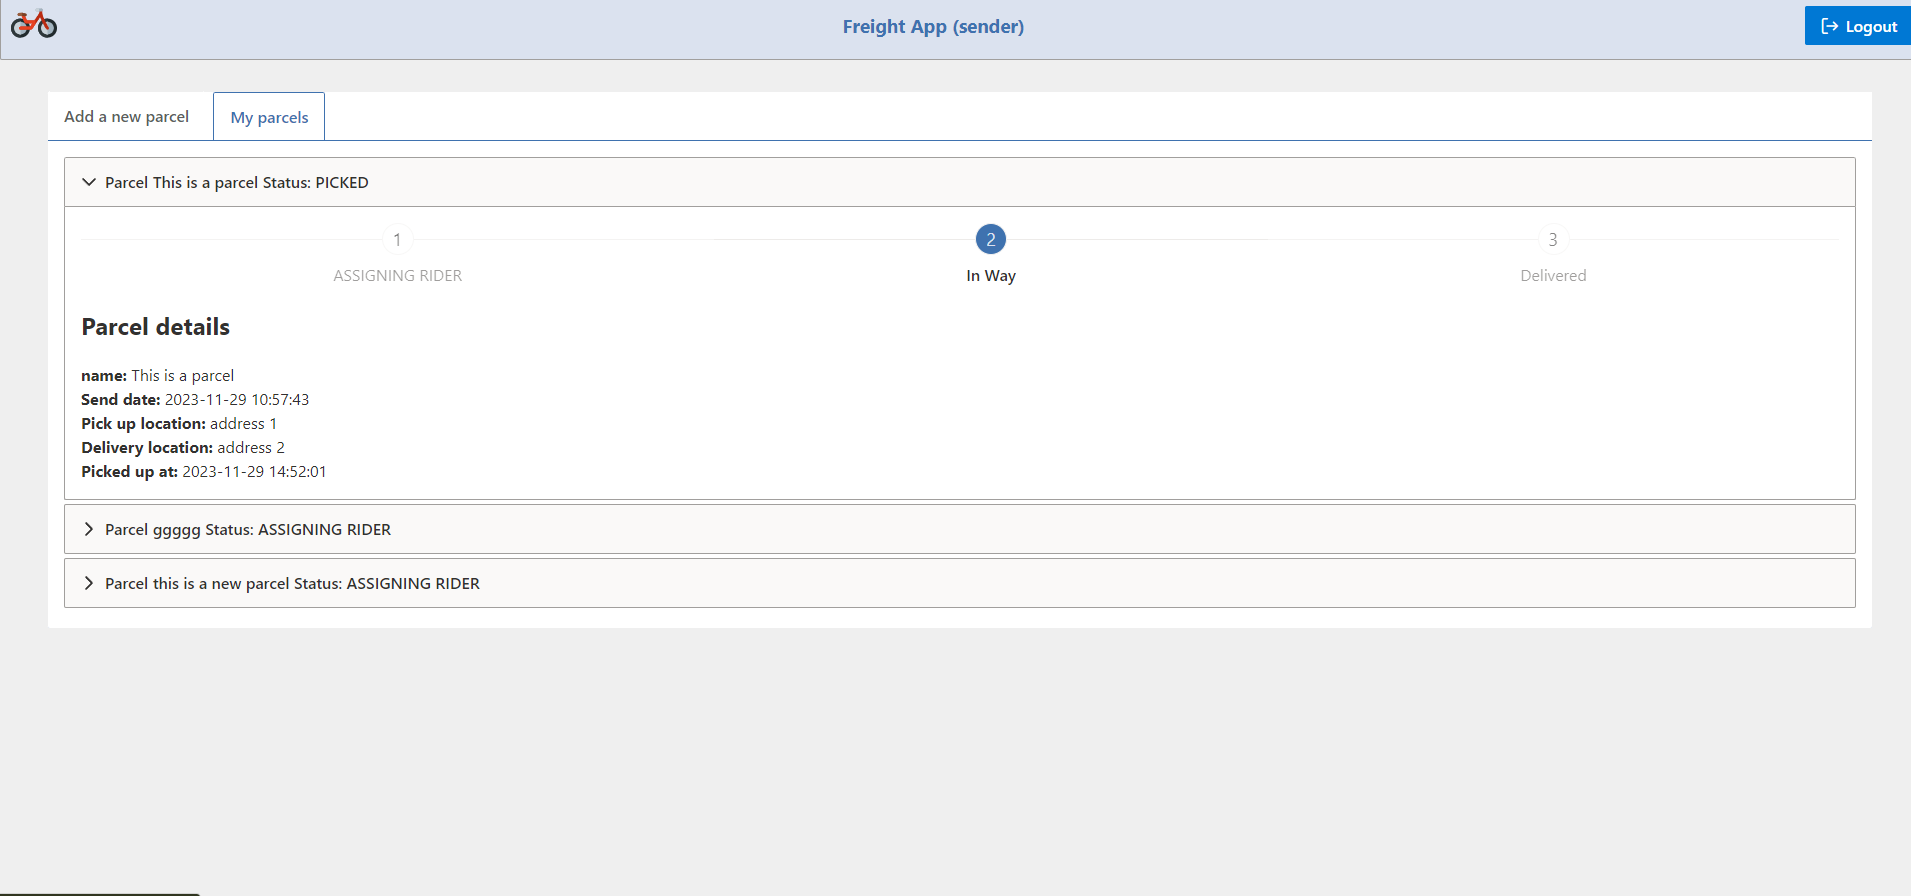 Freight App (sender)
Logout
Add a new parcel
My parcels
Parcel This is a parcel Status: PICKED
1
2
3
ASSIGNING RIDER
In Way
Delivered
Parcel details
name: This is a parcel
Send date: 2023-11-29 10:57:43
Pick up location: address 1
Delivery location: address 2
Picked up at: 2023-11-29 14:52:01
Parcel ggggg Status: ASSIGNING RIDER
Parcel this is a new parcel Status: ASSIGNING RIDER